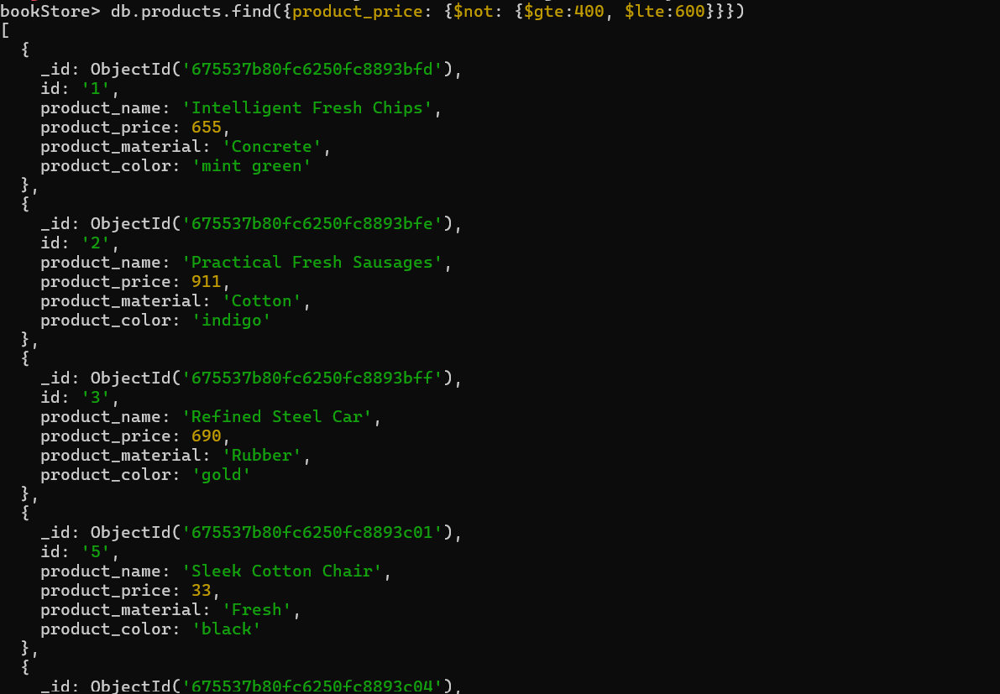 bookStore> db.products.find({product_price: {$not: {$gte:400, $lte:600}}})
[
  {
    _id: ObjectId('675537b80fc6250fc8893bfd'),
    id: '1',
    product_name: 'Intelligent Fresh Chips',
    product_price: 655,
    product_material: 'Concrete',
    product_color: 'mint green'
  },
  {
    _id: ObjectId('675537b80fc6250fc8893bfe'),
    id: '2',
    product_name: 'Practical Fresh Sausages',
    product_price: 911,
    product_material: 'Cotton',
    product_color: 'indigo'
  },
  {
    _id: ObjectId('675537b80fc6250fc8893bff'),
    id: '3',
    product_name: 'Refined Steel Car',
    product_price: 690,
    product_material: 'Rubber',
    product_color: 'gold'
  },
  {
    _id: ObjectId('675537b80fc6250fc8893c01'),
    id: '5',
    product_name: 'Sleek Cotton Chair',
    product_price: 33,
    product_material: 'Fresh',
    product_color: 'black'
  },
  {
    _id: ObjectId('675537b80fc6250fc8893c04'),